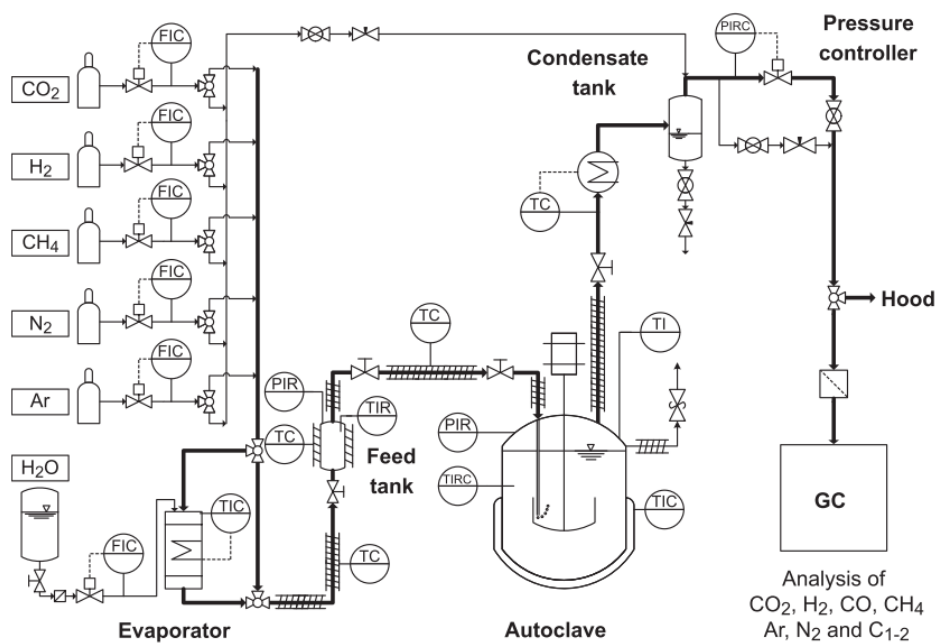 FIC
CO₂
FIC
H₂
FIC
CH₄
FIC
N₂
FIC
Ar
H₂O
FIC
TIC
Evaporator
PIR
TIR
TC
Feed
tank
TC
TC
PIR
TIRC
TI
TIC
Autoclave
TC
Condensate
tank
PIRC
Pressure
controller
Hood
GC
Analysis of
CO₂, H₂, CO, CH₄
Ar, N₂ and C₁₋₂